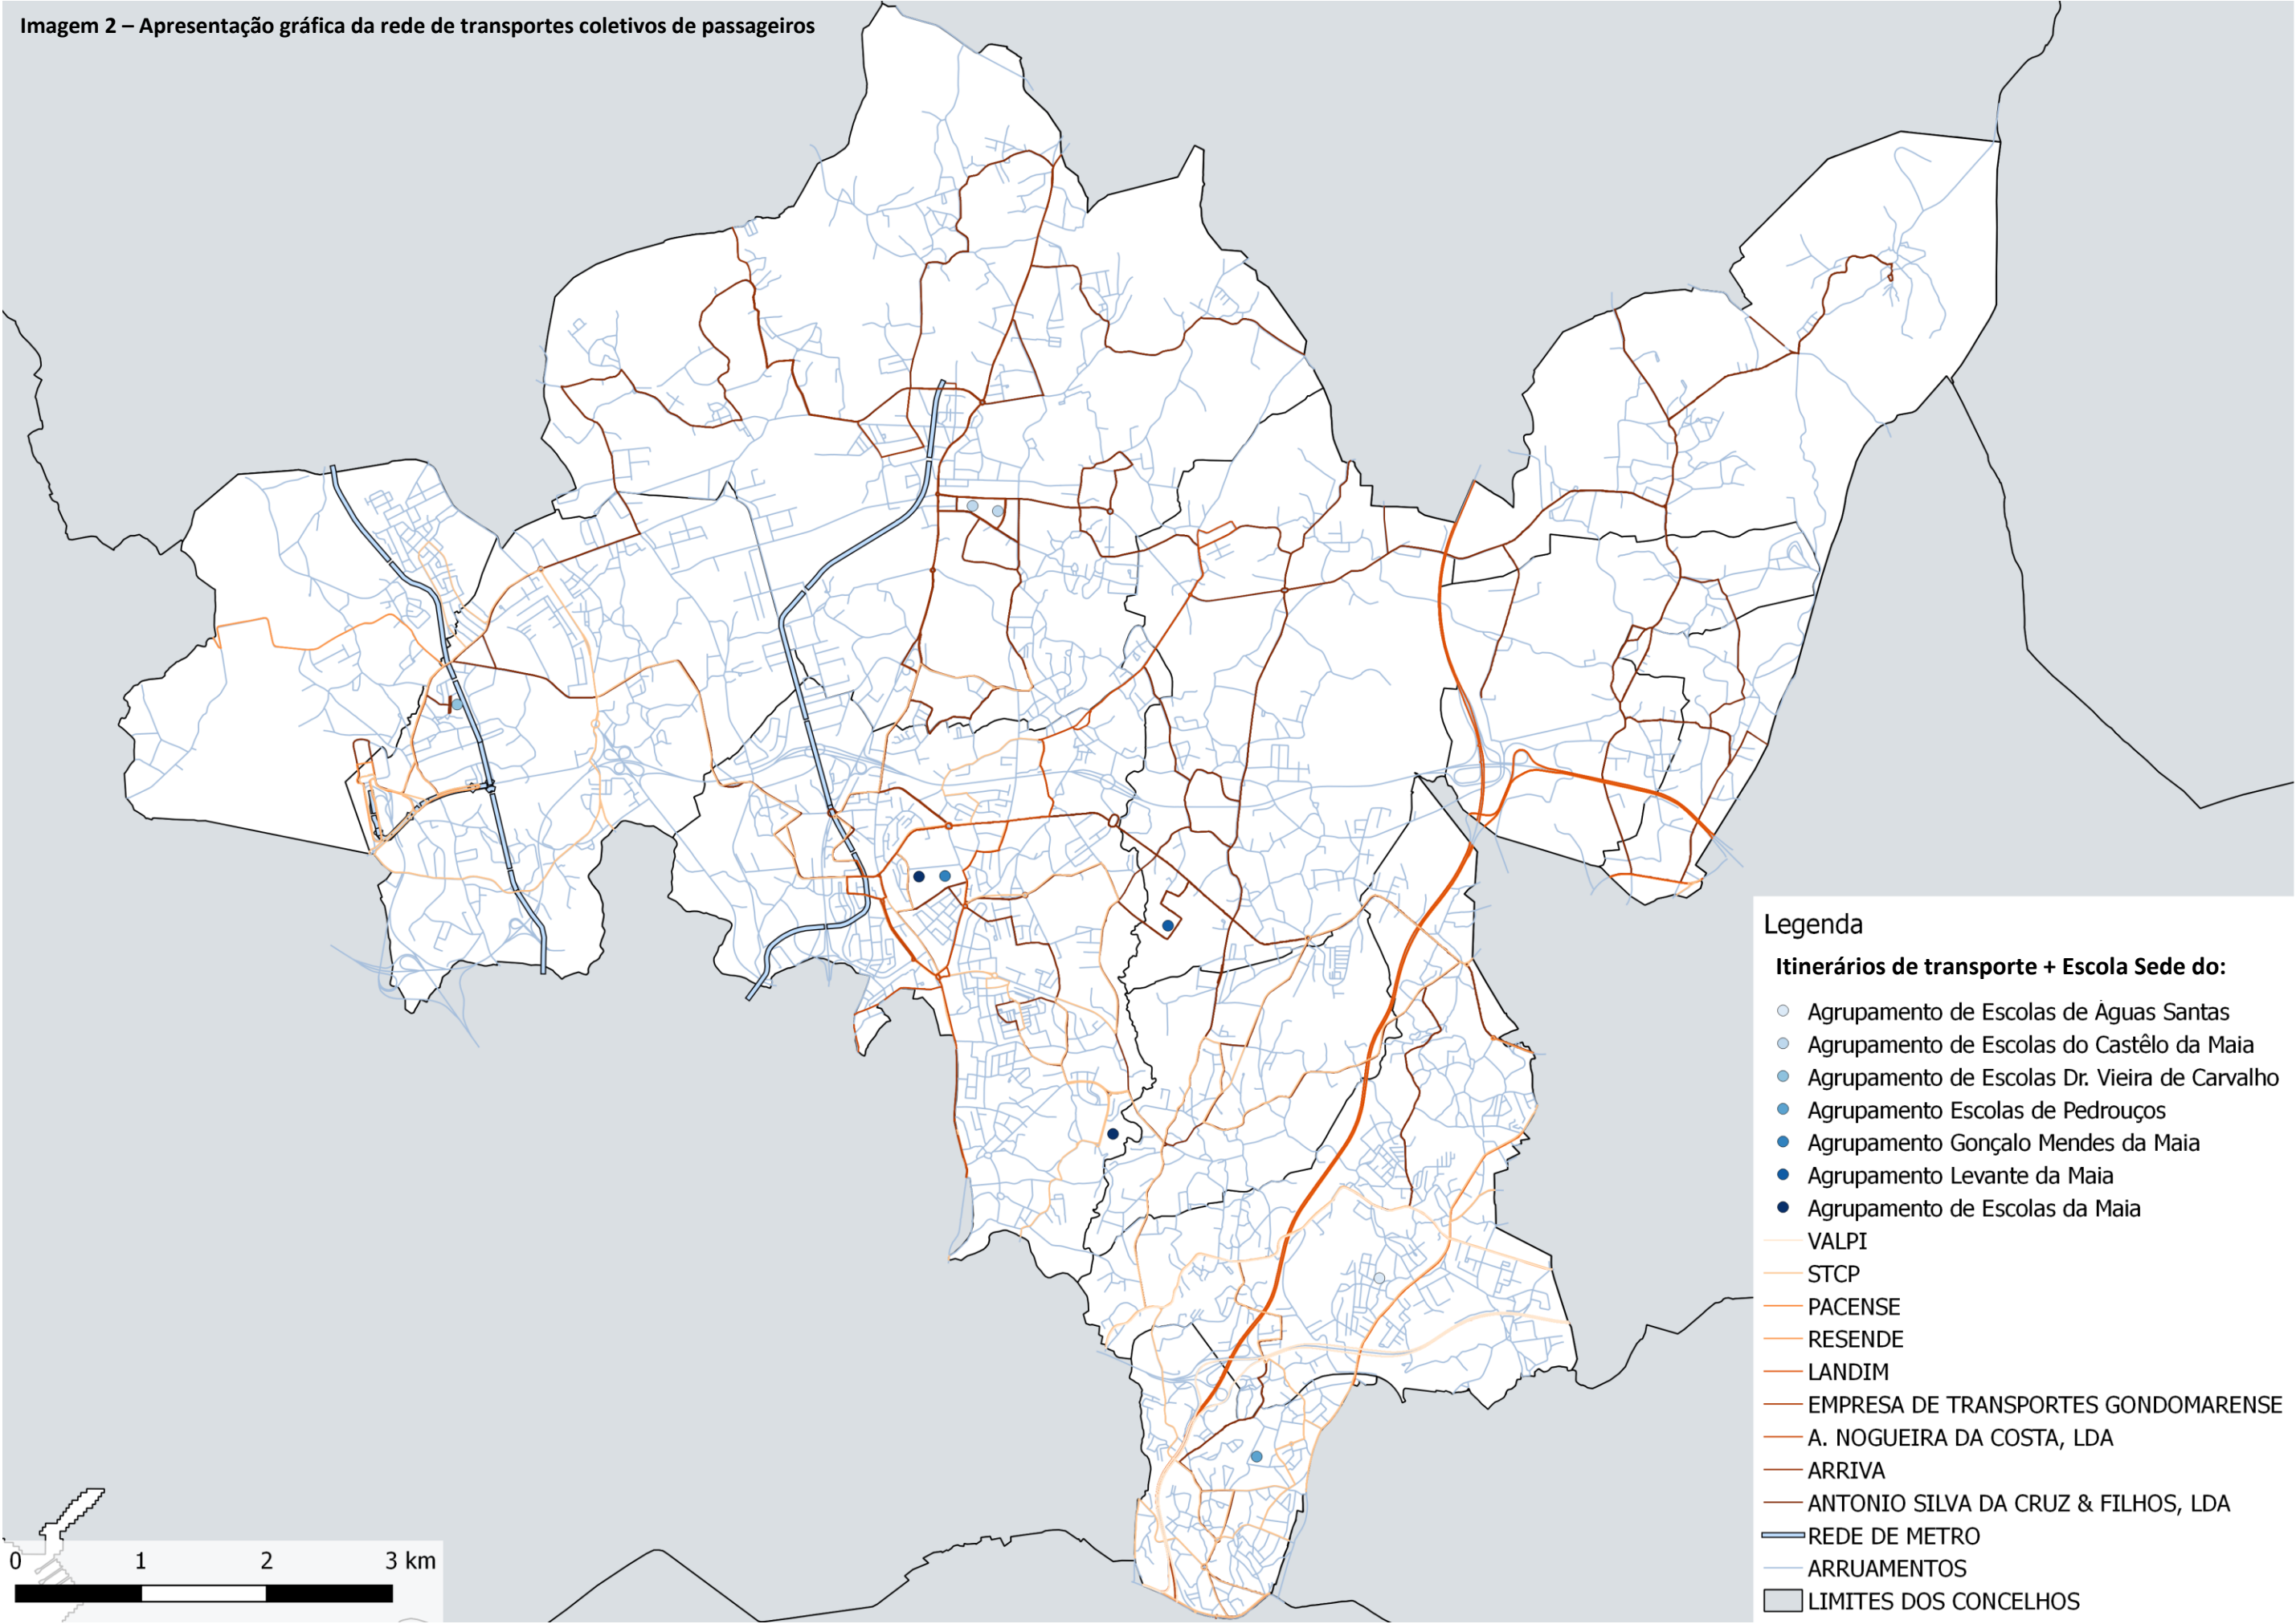 Imagem 2 – Apresentação gráfica da rede de transportes coletivos de passageiros
Legenda
Itinerários de transporte + Escola Sede do:
Agrupamento de Escolas de Águas Santas
Agrupamento de Escolas do Castêlo da Maia
Agrupamento de Escolas Dr. Vieira de Carvalho
Agrupamento Escolas de Pedrouços
Agrupamento Gonçalo Mendes da Maia
Agrupamento Levante da Maia
Agrupamento de Escolas da Maia
VALPI
STCP
PACENSE
RESENDE
LANDIM
EMPRESA DE TRANSPORTES GONDOMARENSE
A. NOGUEIRA DA COSTA, LDA
ARRIVA
ANTONIO SILVA DA CRUZ & FILHOS, LDA
REDE DE METRO
ARRUAMENTOS
LIMITES DOS CONCELHOS
0 1 2 3 km